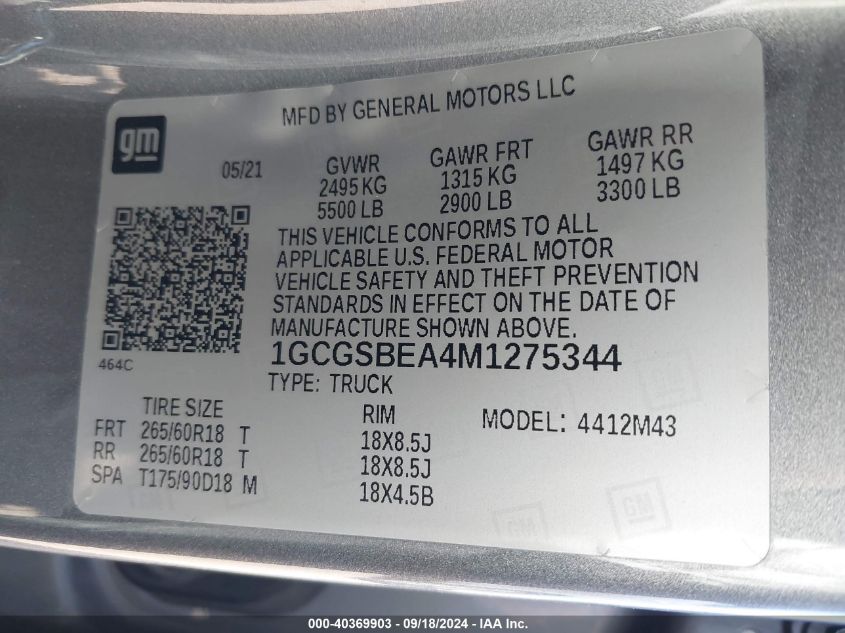 MFD BY GENERAL MOTORS LLC
gm
05/21
GVWR GAWR FRT GAWR RR
2495 KG 1315 KG 1497 KG
5500 LB 2900 LB 3300 LB
THIS VEHICLE CONFORMS TO ALL
APPLICABLE U.S. FEDERAL MOTOR
VEHICLE SAFETY AND THEFT PREVENTION
STANDARDS IN EFFECT ON THE DATE OF
MANUFACTURE SHOWN ABOVE.
464C
1GCGSBEA4M1275344
TYPE: TRUCK
TIRE SIZE RIM MODEL: 4412M43
FRT 265/60R18 T 18X8.5J
RR 265/60R18 T 18X8.5J
SPA T175/90D18 M 18X4.5B
GM GM
000-40369903 - 09/18/2024 - IAA Inc.